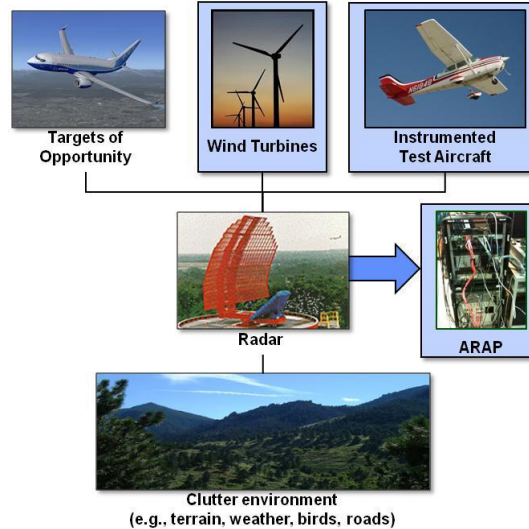 Targets of
Opportunity
Wind Turbines
Instrumented
Test Aircraft
Radar
ARAP
Clutter environment
(e.g., terrain, weather, birds, roads)